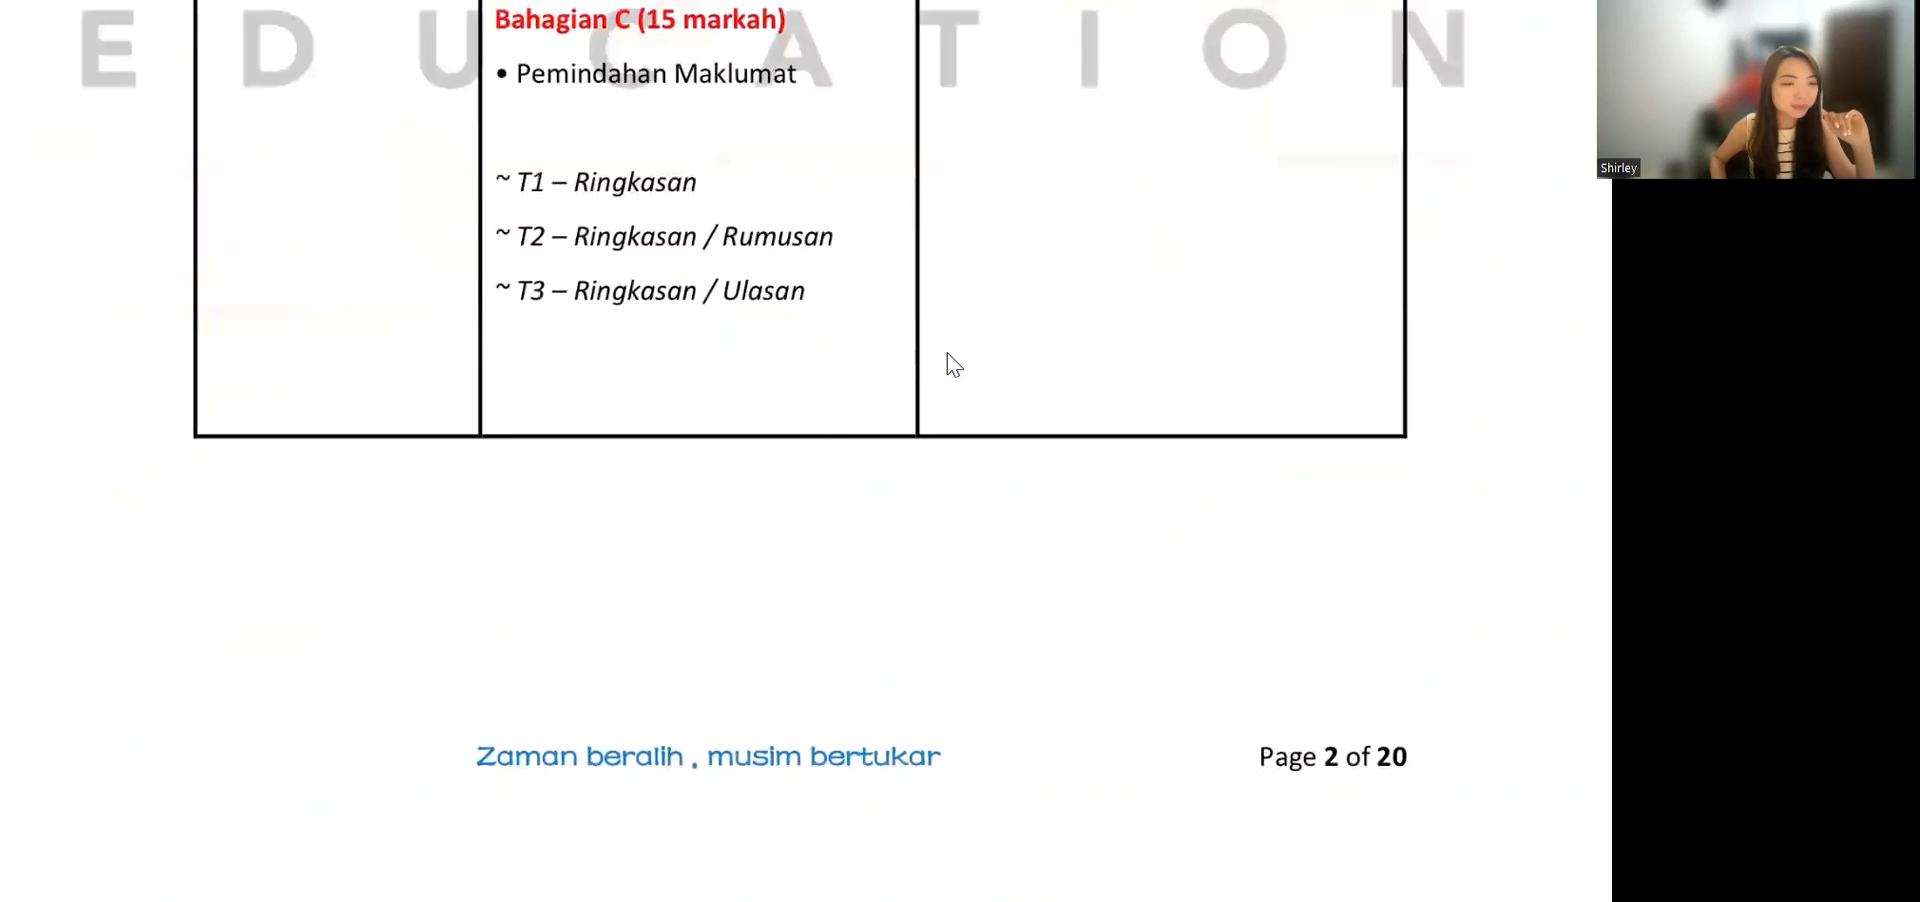 Bahagian C (15 markah)
E D U C A T I O N
• Pemindahan Maklumat
~ T1 – Ringkasan
~ T2 – Ringkasan / Rumusan
~ T3 – Ringkasan / Ulasan
Shirley
Zaman beralih , musim bertukar
Page 2 of 20